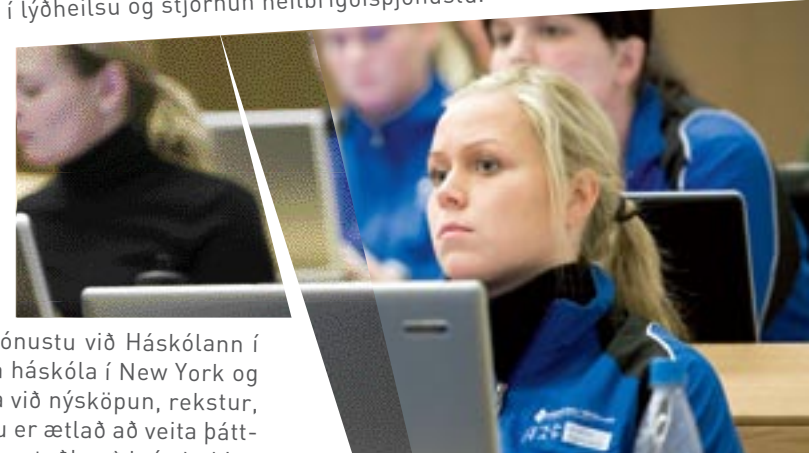 í lýðheilsu og stjórnun heilbrigðisþjónustu.
ónustu við Háskólann í
háskóla í New York og
við nýsköpun, rekstur,
u er ætlað að veita þátt-